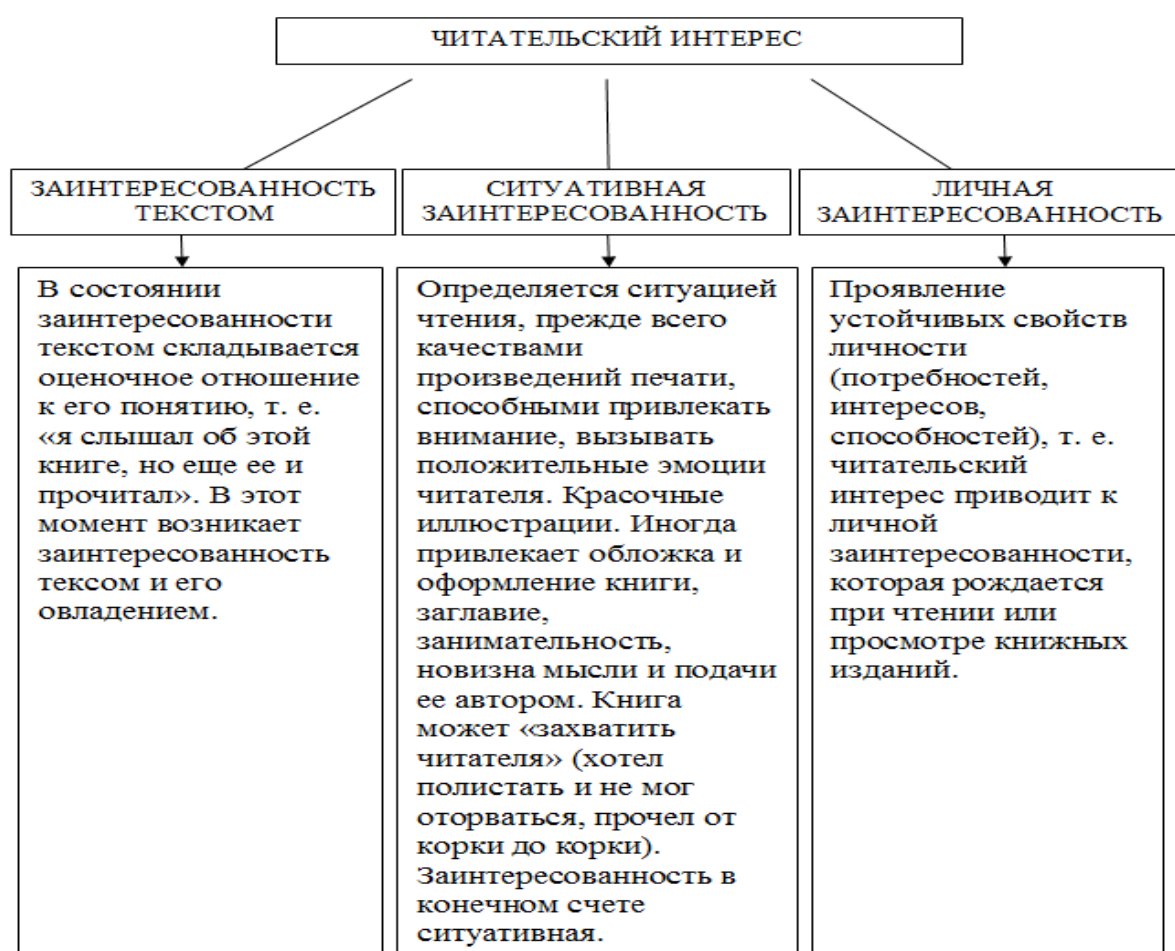 ЧИТАТЕЛЬСКИЙ ИНТЕРЕС
ЗАИНТЕРЕСОВАННОСТЬ
ТЕКСТОМ
СИТУАТИВНАЯ
ЗАИНТЕРЕСОВАННОСТЬ
ЛИЧНАЯ
ЗАИНТЕРЕСОВАННОСТЬ
В состоянии
заинтересованности
текстом складывается
оценочное отношение
к его понятию, т. е.
«я слышал об этой
книге, но еще ее и
прочитал». В этот
момент возникает
заинтересованность
тексом и его
овладением.
Определяется ситуацией
чтения, прежде всего
качествами
произведений печати,
способными привлекать
внимание, вызывать
положительные эмоции
читателя. Красочные
иллюстрации. Иногда
привлекает обложка и
оформление книги,
заглавие,
занимательность,
новизна мысли и подачи
ее автором. Книга
может «захватить
читателя» (хотел
полистать и не мог
оторваться, прочел от
корки до корки).
Заинтересованность в
конечном счете
ситуативная.
Проявление
устойчивых свойств
личности
(потребностей,
интересов,
способностей), т. е.
читательский
интерес приводит к
личной
заинтересованности,
которая рождается
при чтении или
просмотре книжных
изданий.